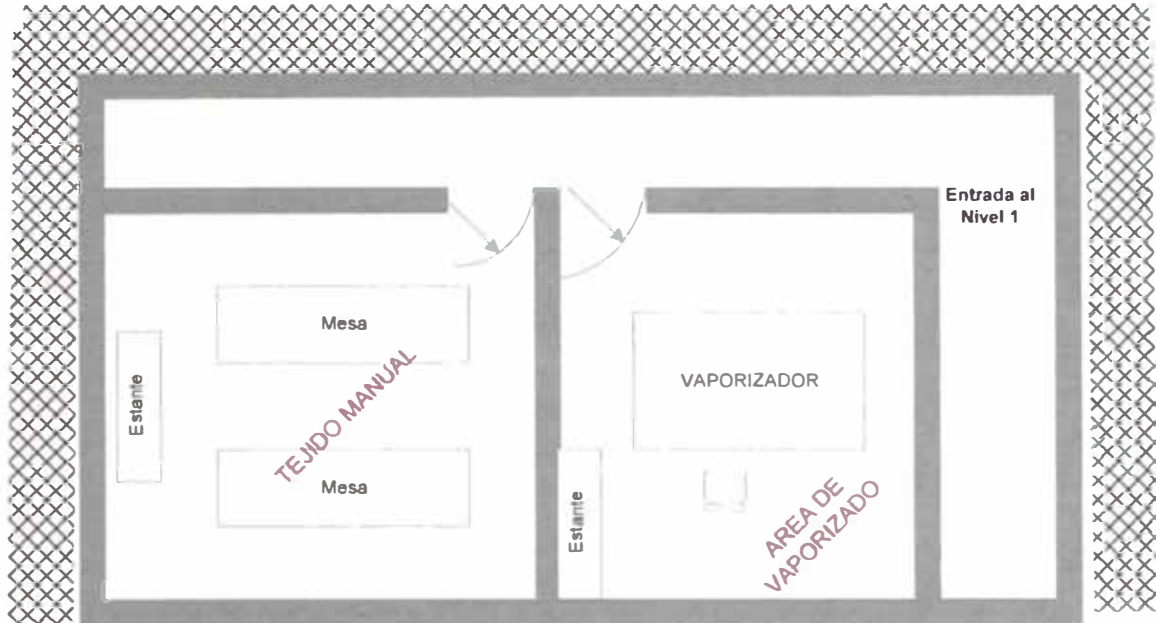 Entrada al
Nivel 1
Mesa
Estante
TEJIDO MANUAL
Mesa
VAPORIZADOR
Estante
AREA DE
VAPORIZADO